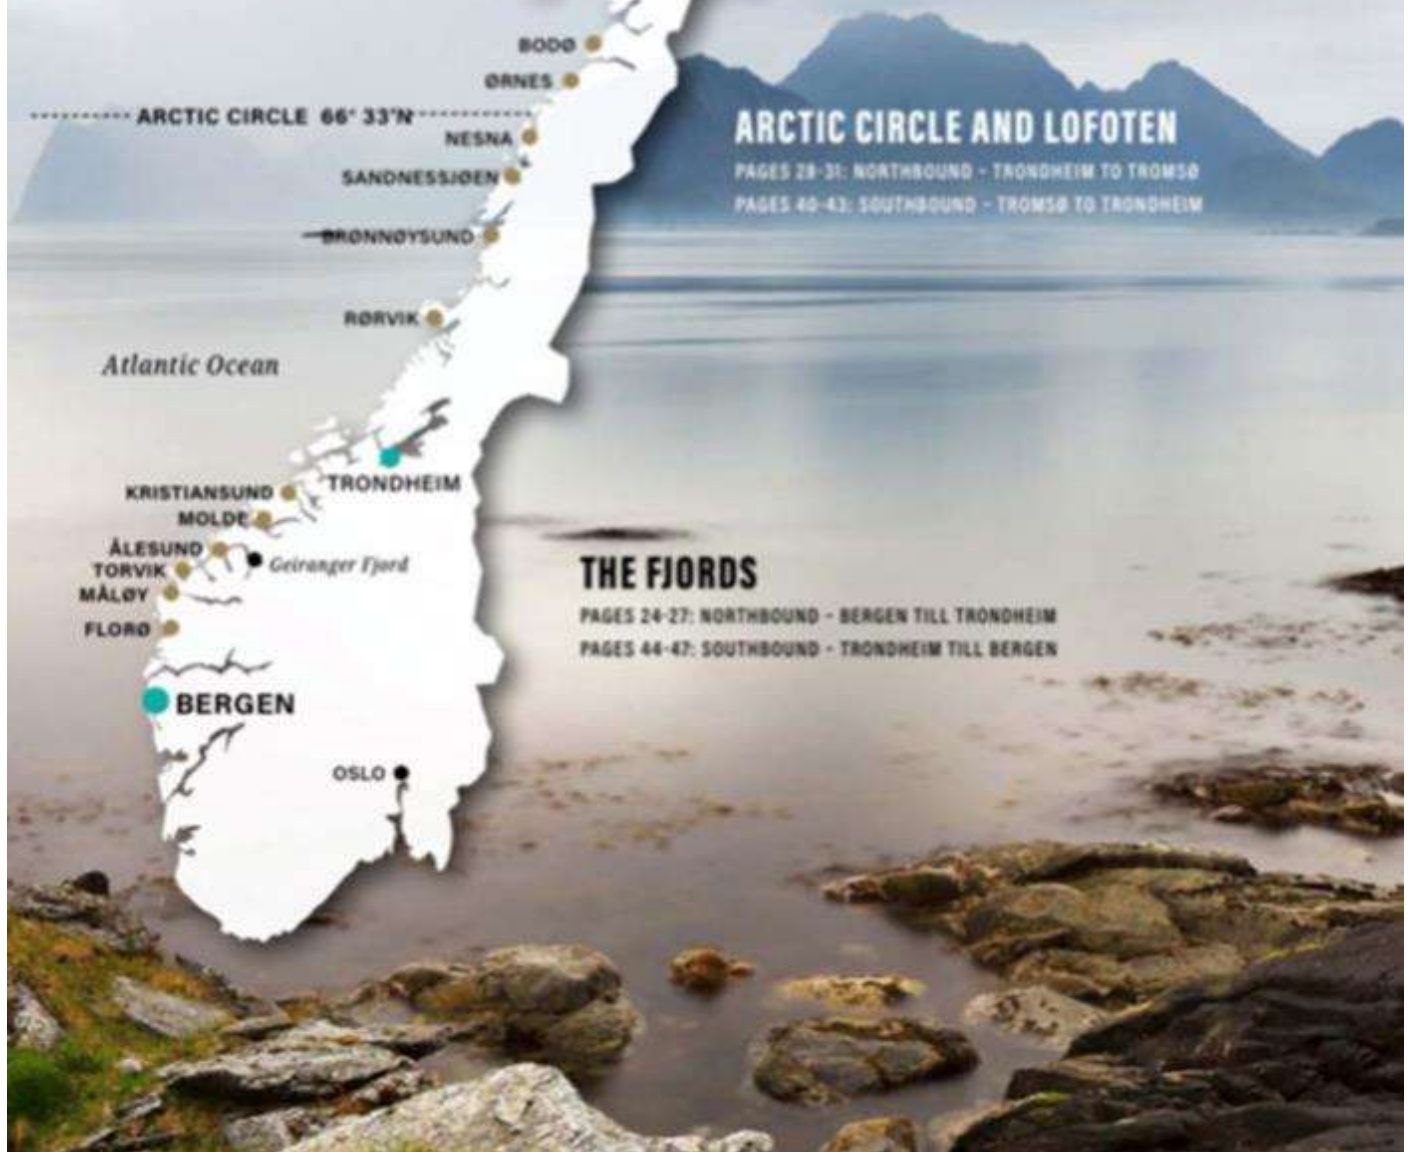 BODØ
ØRNES
ARCTIC CIRCLE 66° 33'N
NESNA
SANDNESSJØEN
BRØNNØYSUND
RØRVIK
Atlantic Ocean
TRONDHEIM
KRISTIANSUND
MOLDE
ÅLESUND
Geiranger Fjord
TORVIK
MÅLØY
FLORØ
BERGEN
OSLO
ARCTIC CIRCLE AND LOFOTEN
PAGES 28-31: NORTHBOUND - TRONDHEIM TO TROMSØ
PAGES 40-43: SOUTHBOUND - TROMSØ TO TRONDHEIM
THE FJORDS
PAGES 24-27: NORTHBOUND - BERGEN TILL TRONDHEIM
PAGES 44-47: SOUTHBOUND - TRONDHEIM TILL BERGEN